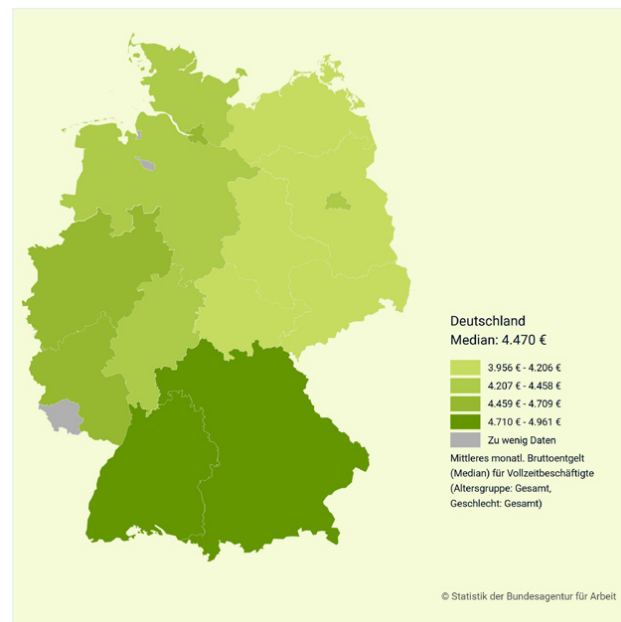 Deutschland
Median: 4.470 €
3.956 € - 4.206 €
4.207 € - 4.458 €
4.459 € - 4.709 €
4.710 € - 4.961 €
Zu wenig Daten
Mittleres monatl. Bruttoentgelt
(Median) für Vollzeitbeschäftigte
(Altersgruppe: Gesamt,
Geschlecht: Gesamt)
© Statistik der Bundesagentur für Arbeit